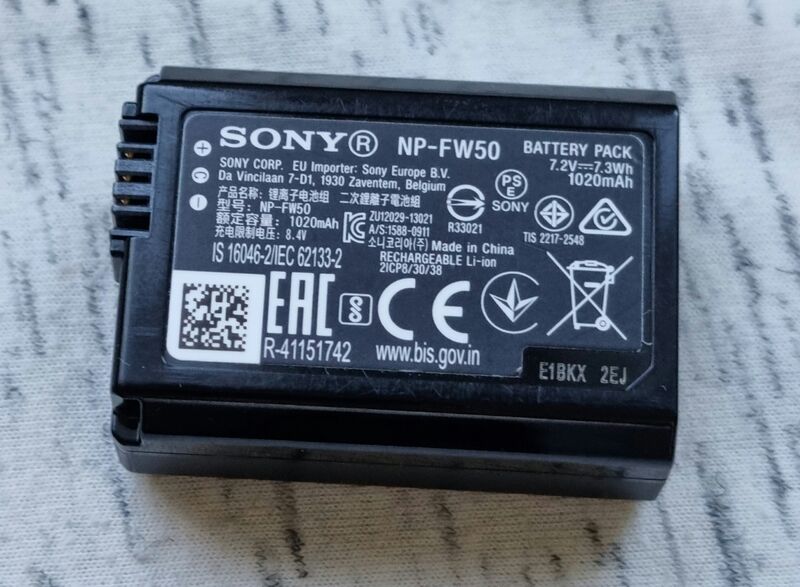 SONY® NP-FW50 BATTERY PACK
7.2V⎓7.3Wh
1020mAh
SONY CORP. EU Importer: Sony Europe B.V.
Da Vincilaan 7-D1, 1930 Zaventem, Belgium
产品名称: 锂离子电池组 二次锂離子電池組
型号: NP-FW50
额定容量: 1020mAh
充电限制电压: 8.4V
ZU12029-13021
A/S:1588-0911
소니코리아(주) Made in China
RECHARGEABLE Li-ion
2ICP8/30/38
R33021
PS
E
SONY
TIS 2217-2548
IS 16046-2/IEC 62133-2
EAC
S
CE
R-41151742
www.bis.gov.in
E1BKX 2EJ